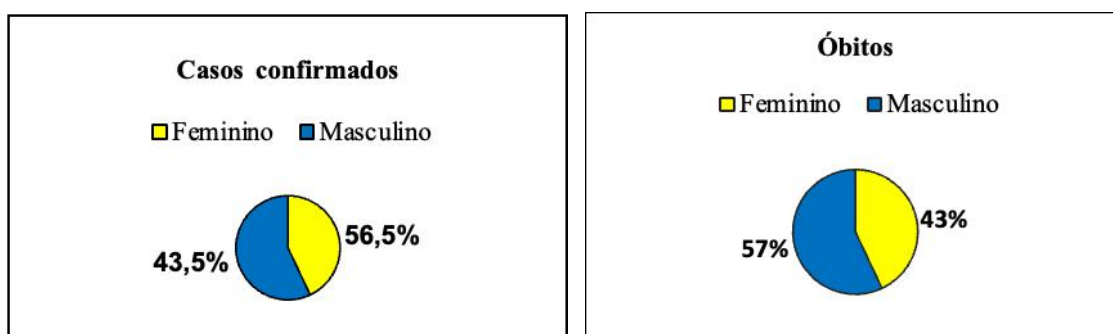 Casos confirmados
Feminino Masculino
56,5%
43,5%
Óbitos
Feminino Masculino
43%
57%